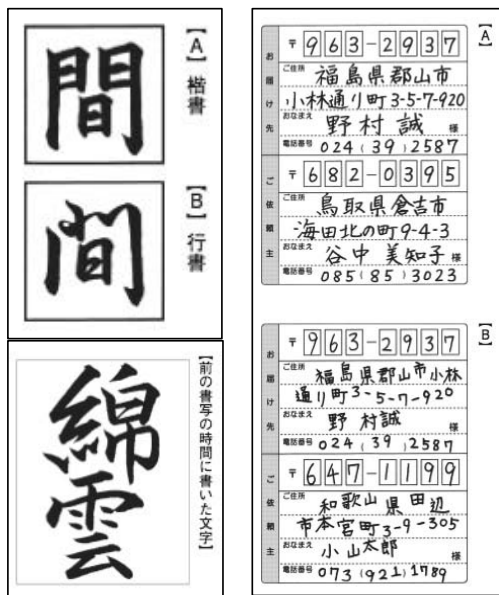 【A】楷書
間
【B】行書
間
【前の書写の時間に書いた文字】
綿雲
【A】
お届け先
〒963-2937
ご住所
福島県郡山市
小林通り町3-5-7-920
おなまえ
野村 誠 様
電話番号 024(39)2587
ご依頼主
〒682-0395
ご住所
鳥取県倉吉市
海田北の町9-4-3
おなまえ
谷中 美知子 様
電話番号 085(85)3023
【B】
お届け先
〒963-2937
ご住所
福島県郡山市小林
通り町3-5-7-920
おなまえ
野 村誠 様
電話番号 024(39)2587
ご依頼主
〒647-1199
ご住所
和歌山県田辺
市本宮町3-9-305
おなまえ
小山太郎 様
電話番号 073(921)1789